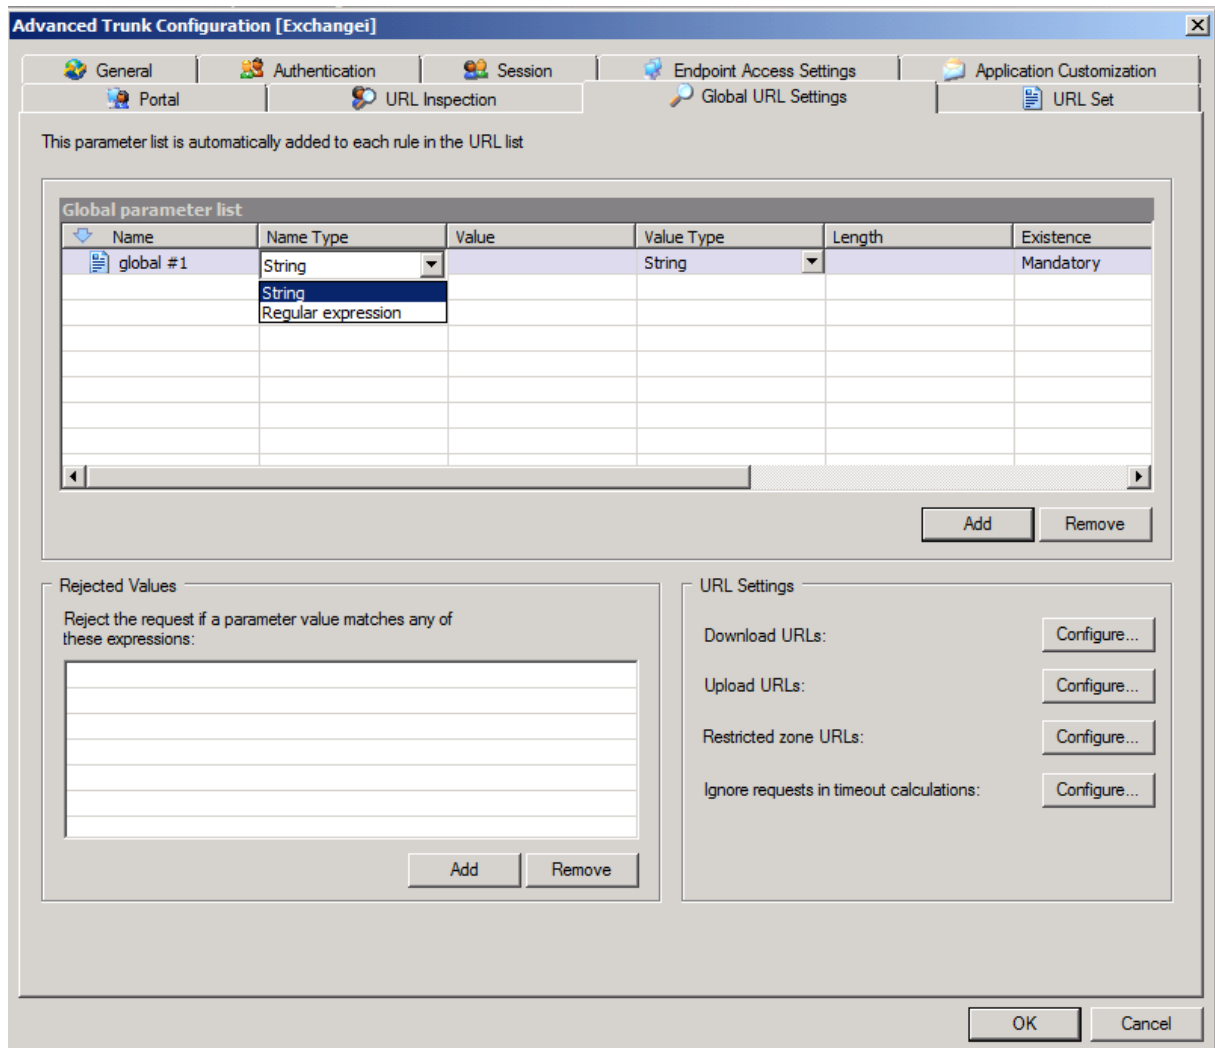 Advanced Trunk Configuration [Exchangei]
General Authentication Session Endpoint Access Settings Application Customization
Portal URL Inspection Global URL Settings URL Set
This parameter list is automatically added to each rule in the URL list
Global parameter list
Name Name Type Value Value Type Length Existence
global #1 String String Mandatory
String
Regular expression
Add Remove
Rejected Values
Reject the request if a parameter value matches any of
these expressions:
Add Remove
URL Settings
Download URLs: Configure...
Upload URLs: Configure...
Restricted zone URLs: Configure...
Ignore requests in timeout calculations: Configure...
OK Cancel